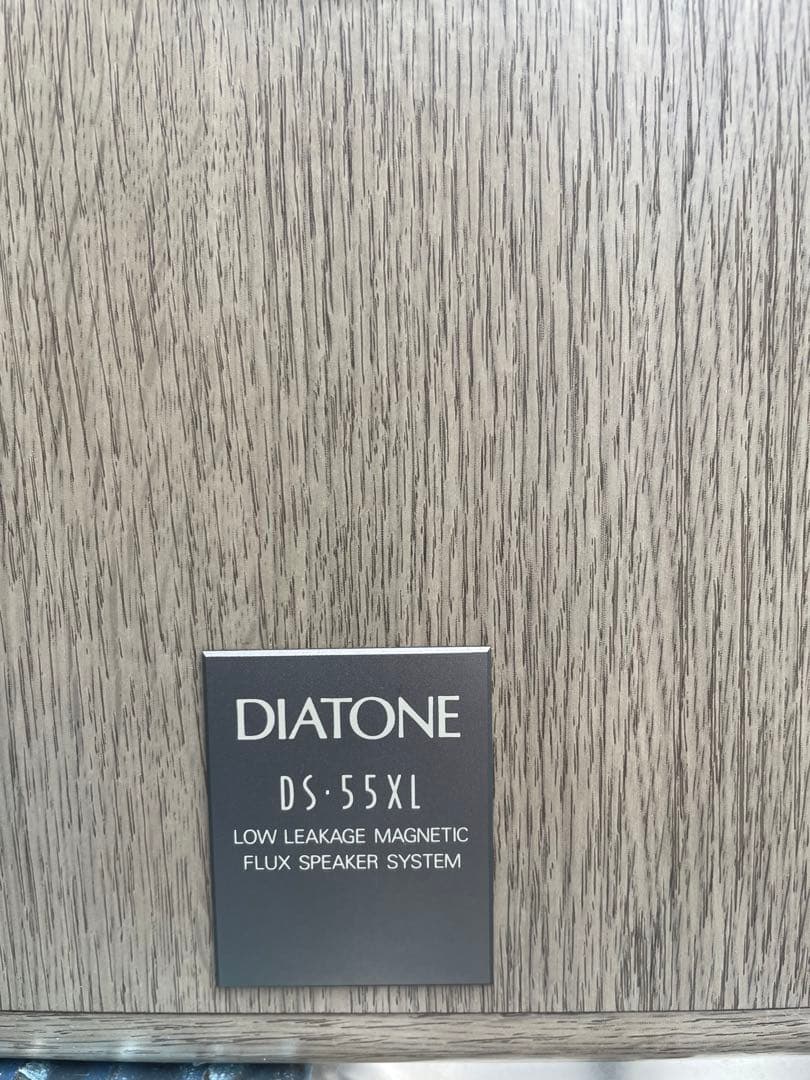 DIATONE
DS·55XL
LOW LEAKAGE MAGNETIC
FLUX SPEAKER SYSTEM